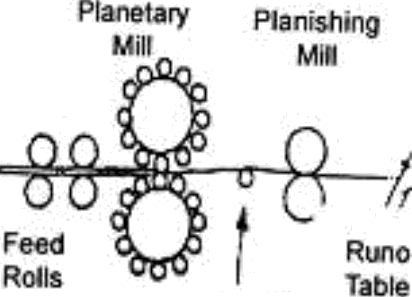 Planetary
Mill
Planishing
Mill
Feed
Rolls
Runo
Table